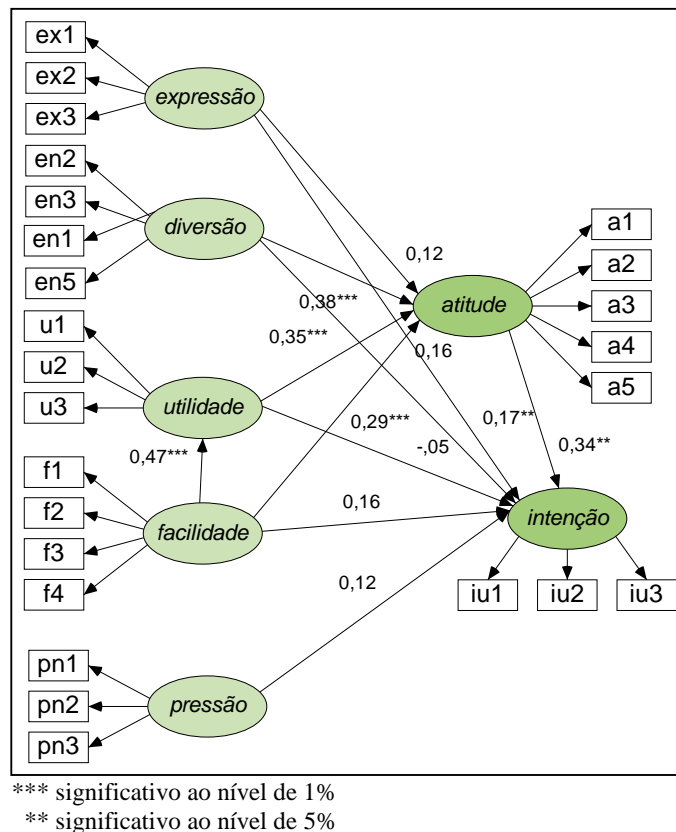 ex1
ex2
ex3
expressão
en2
en3
en1
en5
diversão
a1
a2
a3
a4
a5
0,12
atitude
0,38***
0,35***
0,16
u1
u2
u3
utilidade
0,29***
-,05
0,17**
0,34**
0,47***
f1
f2
f3
f4
facilidade
0,16
intenção
0,12
iu1
iu2
iu3
pn1
pn2
pn3
pressão
*** significativo ao nível de 1%
** significativo ao nível de 5%